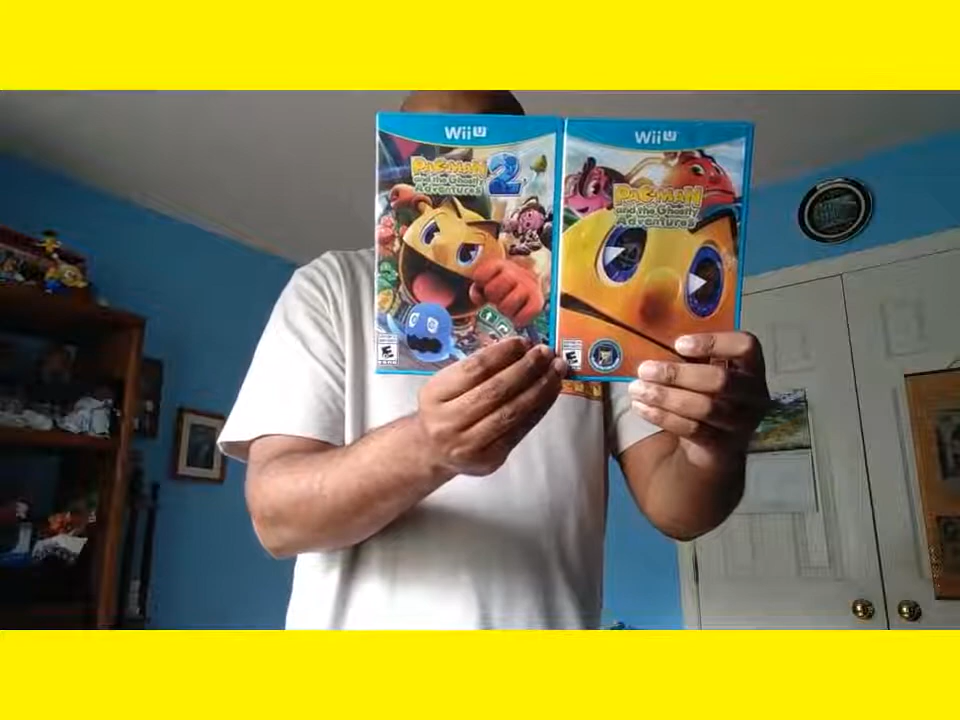 Wii U
PAC-MAN 2
and the Ghostly
Adventures
E
Wii U
PAC-MAN
and the Ghostly
Adventures
E